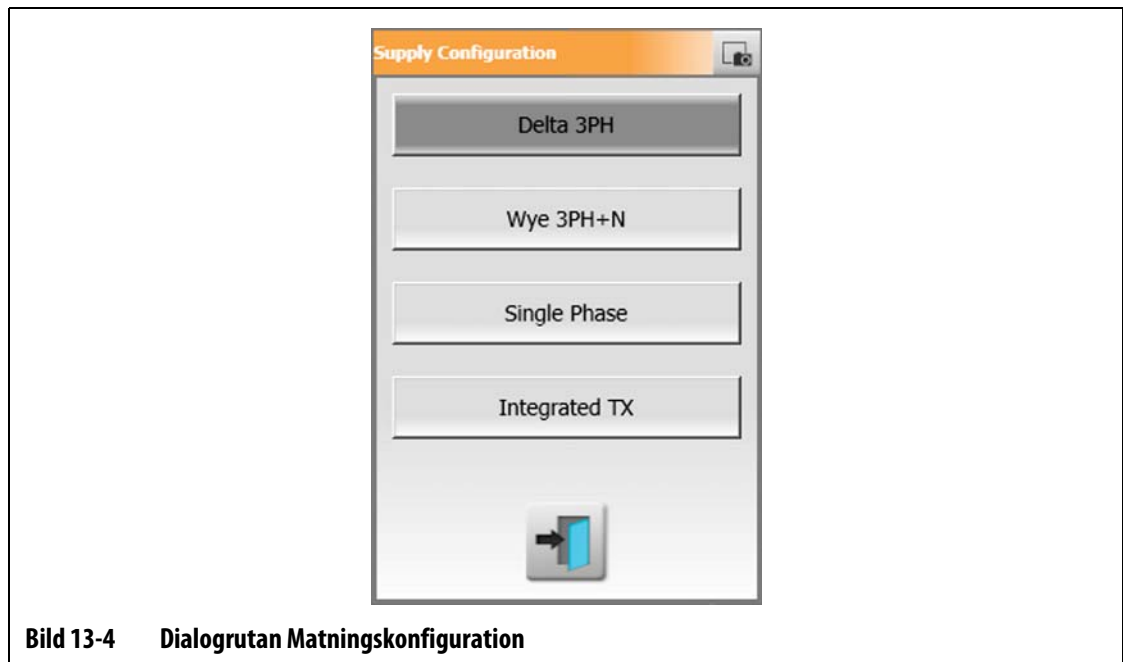 Supply Configuration
Delta 3PH
Wye 3PH+N
Single Phase
Integrated TX
Bild 13-4 Dialogrutan Matningskonfiguration